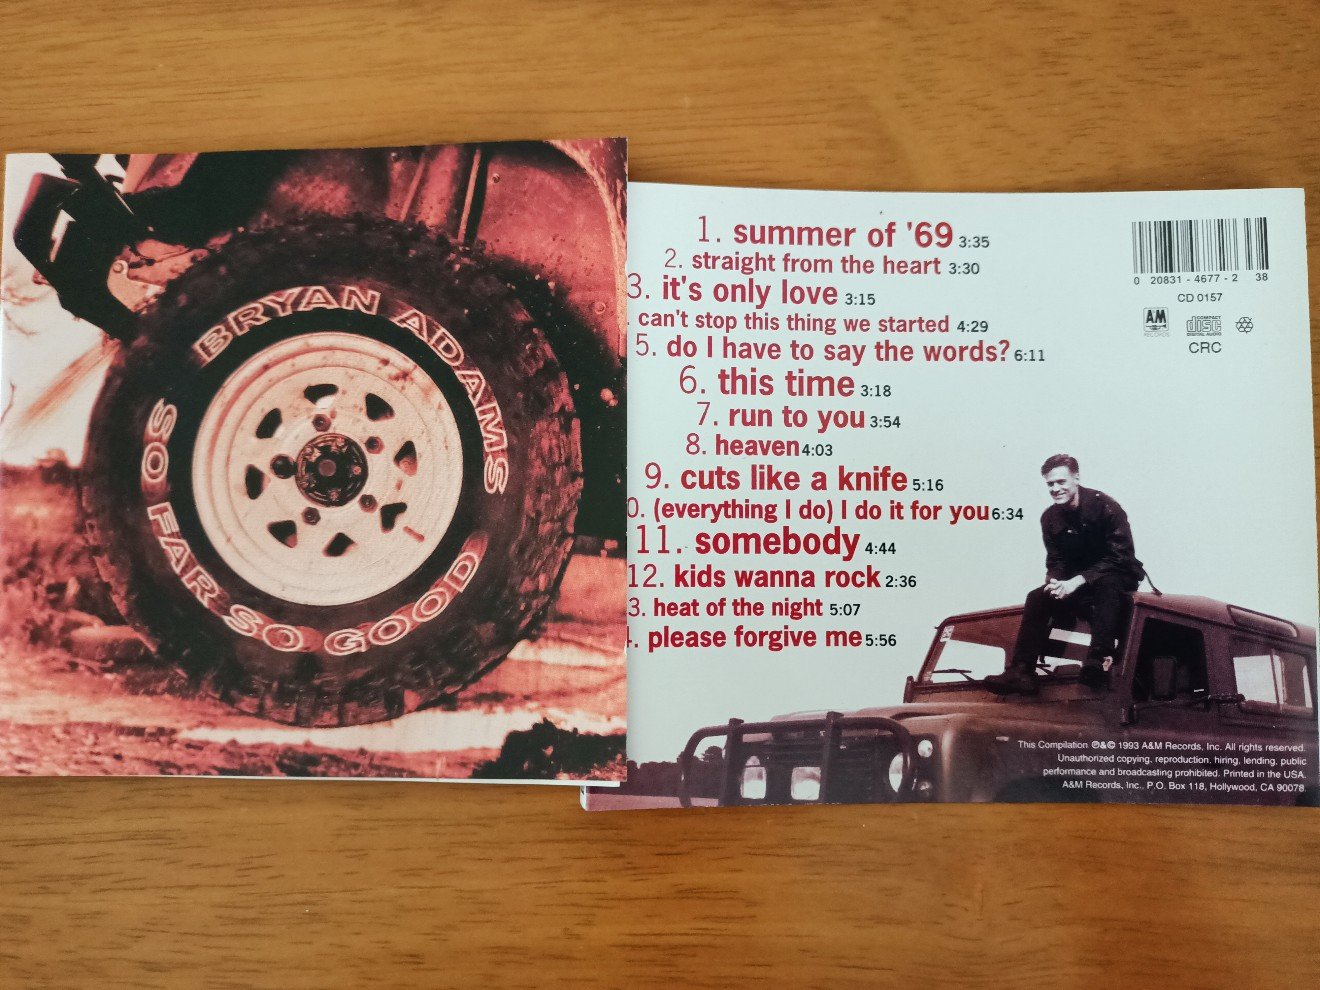 BRYAN ADAMS
SO FAR SO GOOD
1. summer of '69 3:35
2. straight from the heart 3:30
3. it's only love 3:15
. can't stop this thing we started 4:29
5. do I have to say the words? 6:11
6. this time 3:18
7. run to you 3:54
8. heaven 4:03
9. cuts like a knife 5:16
0. (everything I do) I do it for you 6:34
11. somebody 4:44
12. kids wanna rock 2:36
3. heat of the night 5:07
. please forgive me 5:56
0 20831 - 4677 - 2 38
CD 0157
AM
RECORDS
COMPACT
disc
DIGITAL AUDIO
CRC
This Compilation ℗&© 1993 A&M Records, Inc. All rights reserved.
Unauthorized copying, reproduction, hiring, lending, public
performance and broadcasting prohibited. Printed in the USA.
A&M Records, Inc., P.O. Box 118, Hollywood, CA 90078.